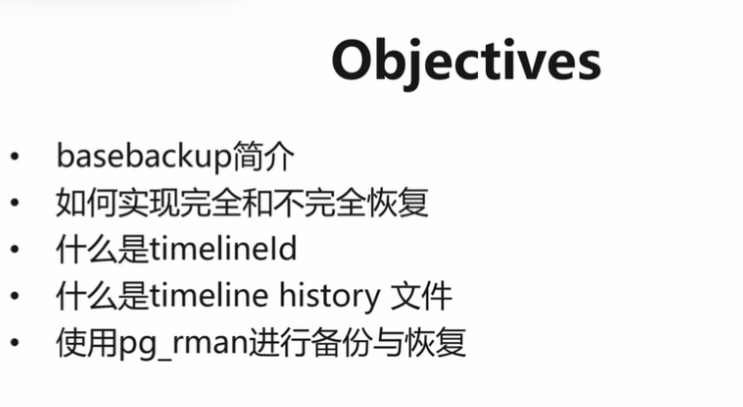 Objectives
• basebackup简介
• 如何实现完全和不完全恢复
• 什么是timelineId
• 什么是timeline history 文件
• 使用pg_rman进行备份与恢复